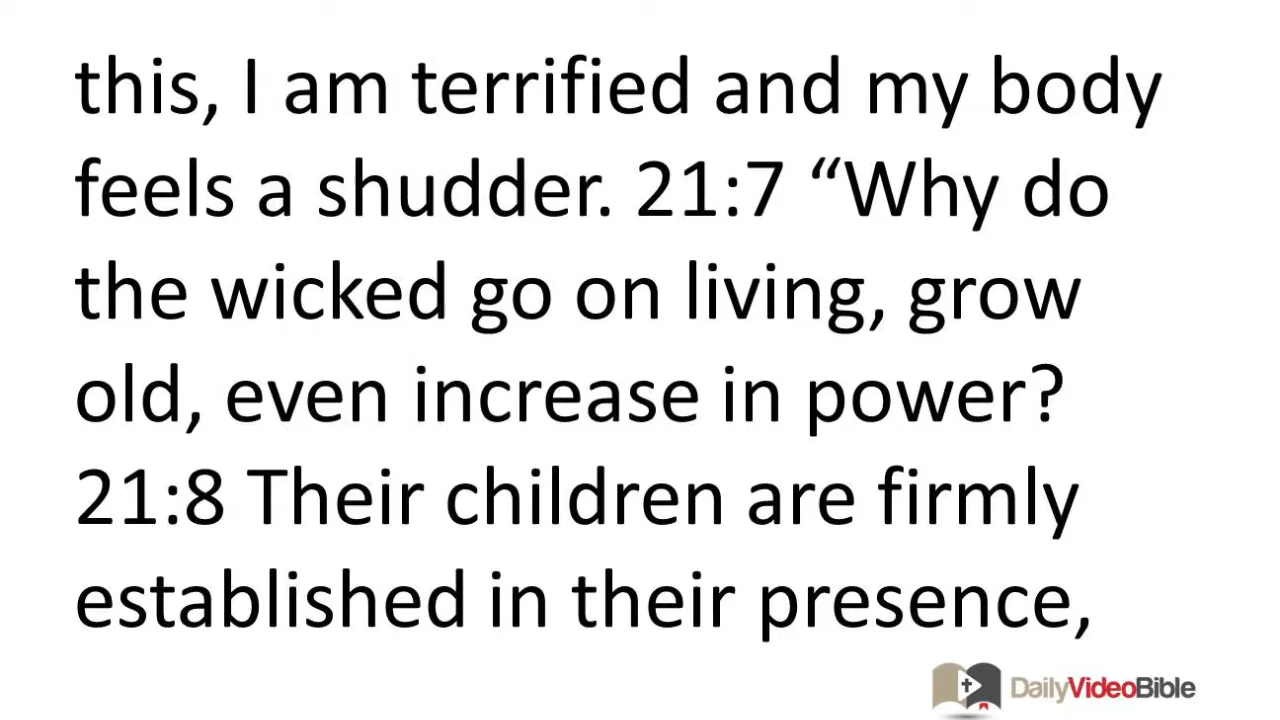 this, I am terrified and my body
feels a shudder. 21:7 “Why do
the wicked go on living, grow
old, even increase in power?
21:8 Their children are firmly
established in their presence,
DailyVideoBible